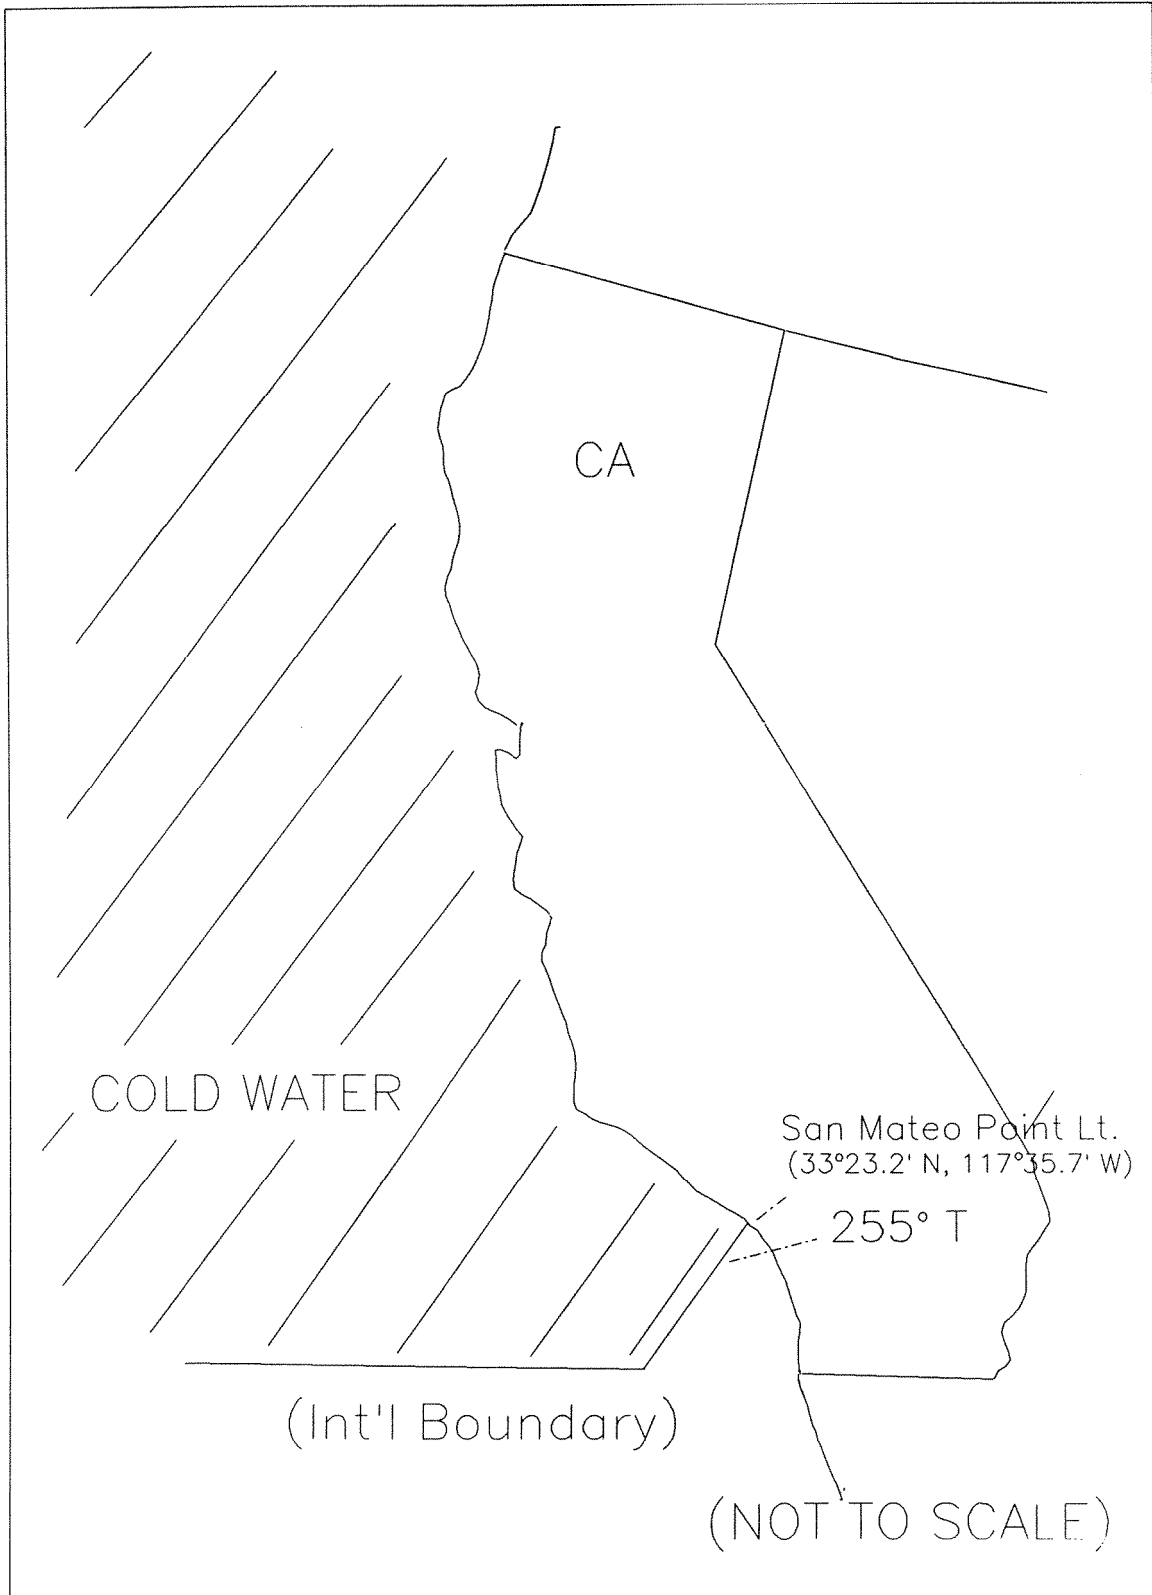 CA
COLD WATER
San Mateo Point Lt.
(33°23.2' N, 117°35.7' W)
255° T
(Int'l Boundary)
(NOT TO SCALE)